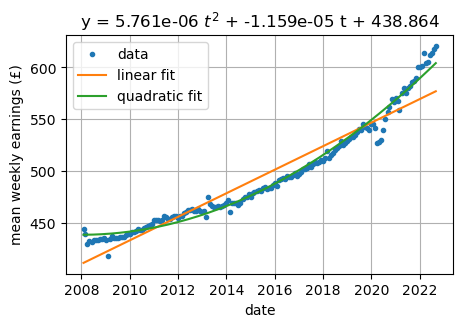 y = 5.761e-06 t² + -1.159e-05 t + 438.864
data
linear fit
quadratic fit
mean weekly earnings (£)
600
550
500
450
2008 2010 2012 2014 2016 2018 2020 2022
date